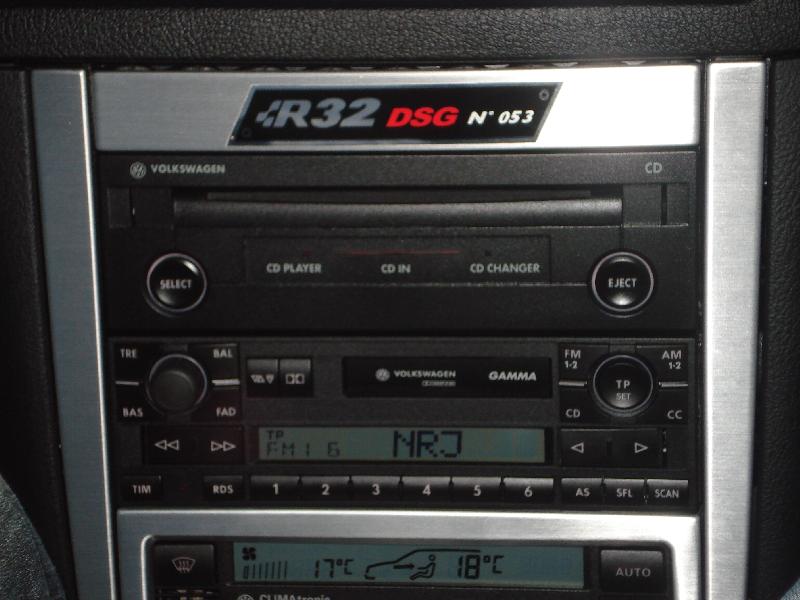 R32 DSG N° 053
VOLKSWAGEN CD
CD PLAYER CD IN CD CHANGER
SELECT EJECT
TRE BAL
BAS FAD
VOLKSWAGEN GAMMA
FM 1·2 AM 1·2
TP SET
CD CC
TP
FM1 6 NRJ
TIM RDS 1 2 3 4 5 6 AS SFL SCAN
17°C 18°C
AUTO
CLIMAtronic